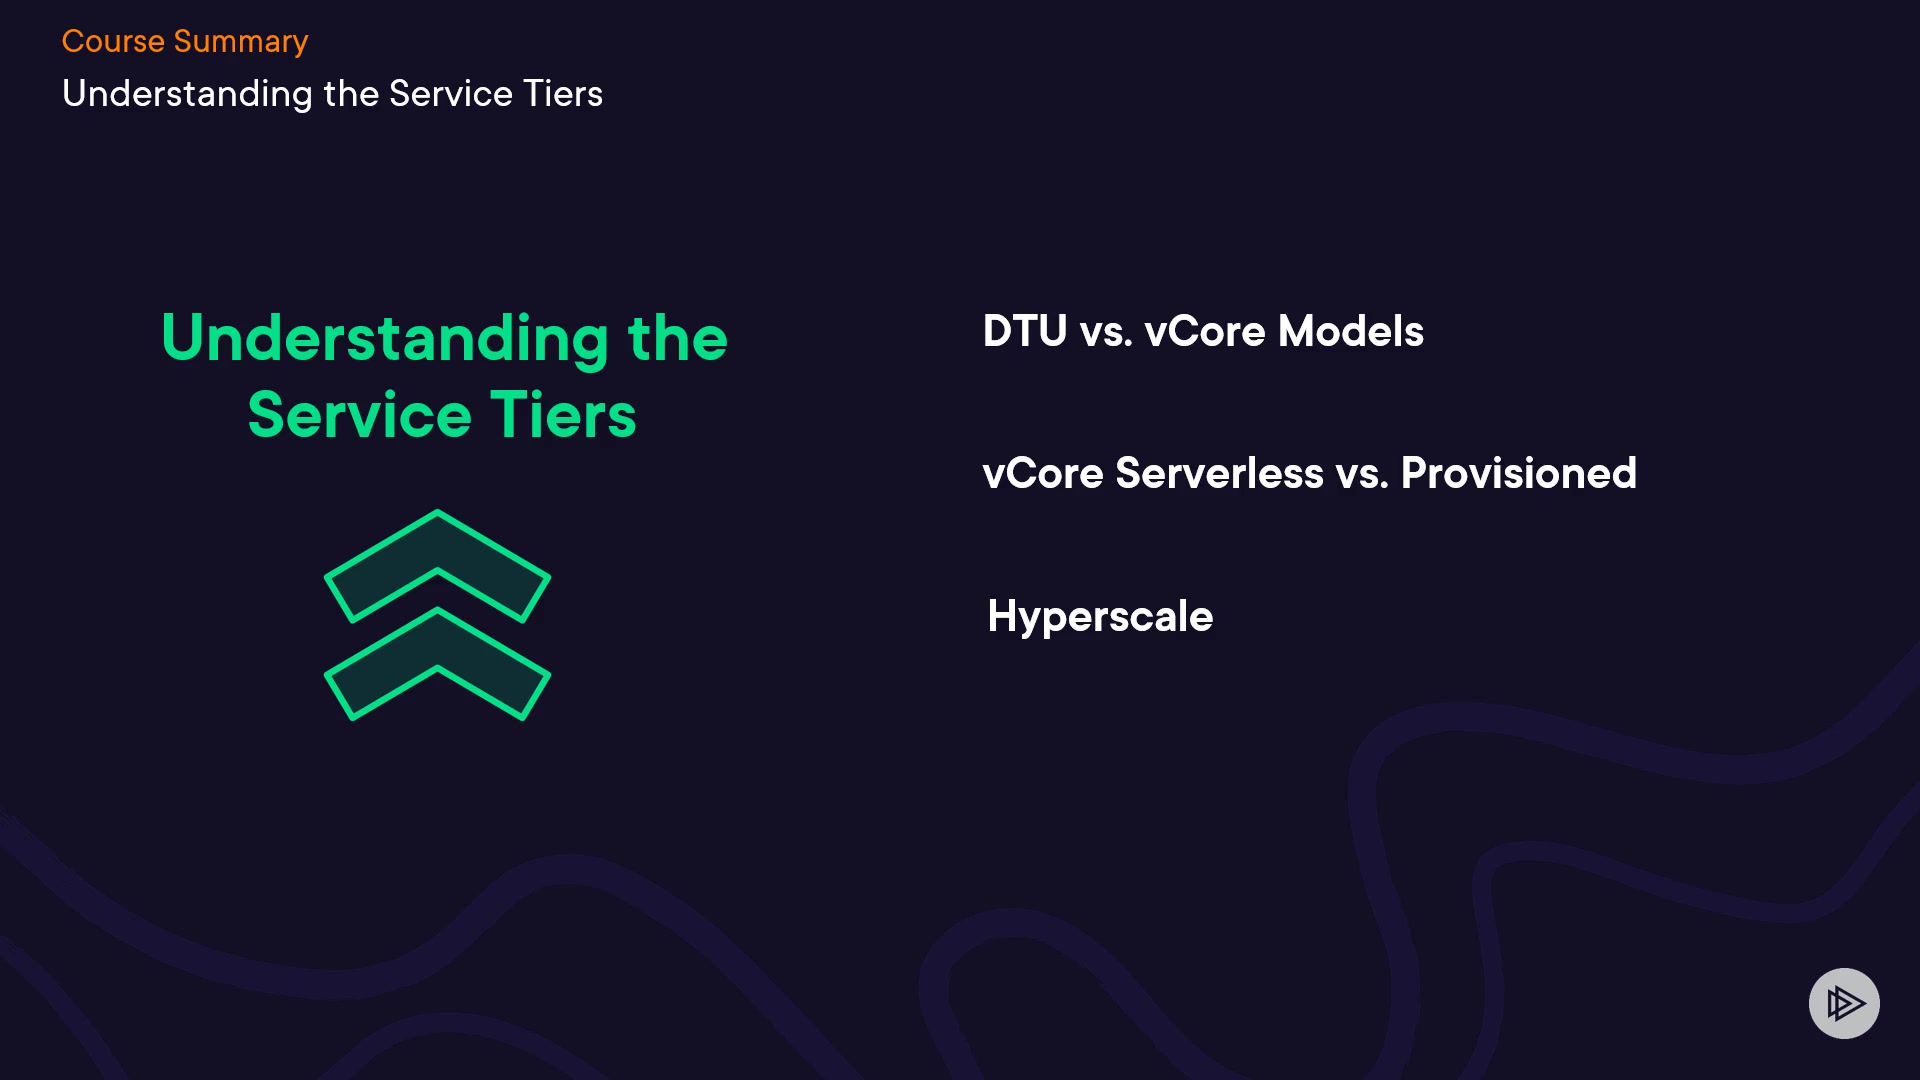 Course Summary
Understanding the Service Tiers
Understanding the
Service Tiers
DTU vs. vCore Models
vCore Serverless vs. Provisioned
Hyperscale